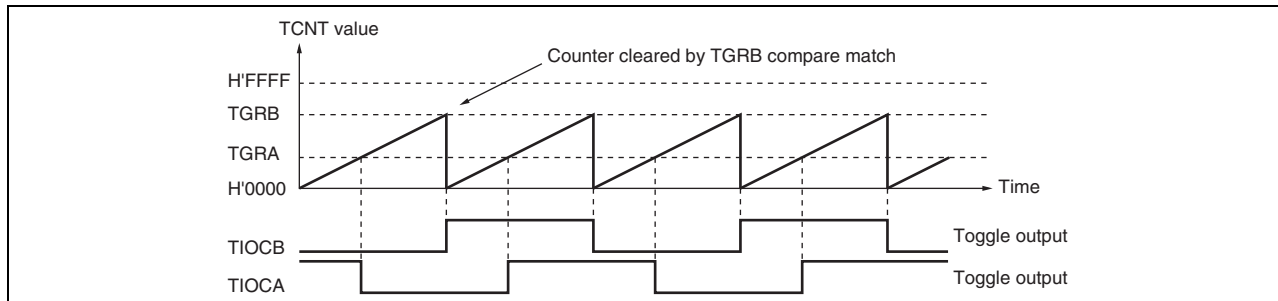 TCNT value
Counter cleared by TGRB compare match
H'FFFF
TGRB
TGRA
H'0000
Time
TIOCB
Toggle output
TIOCA
Toggle output